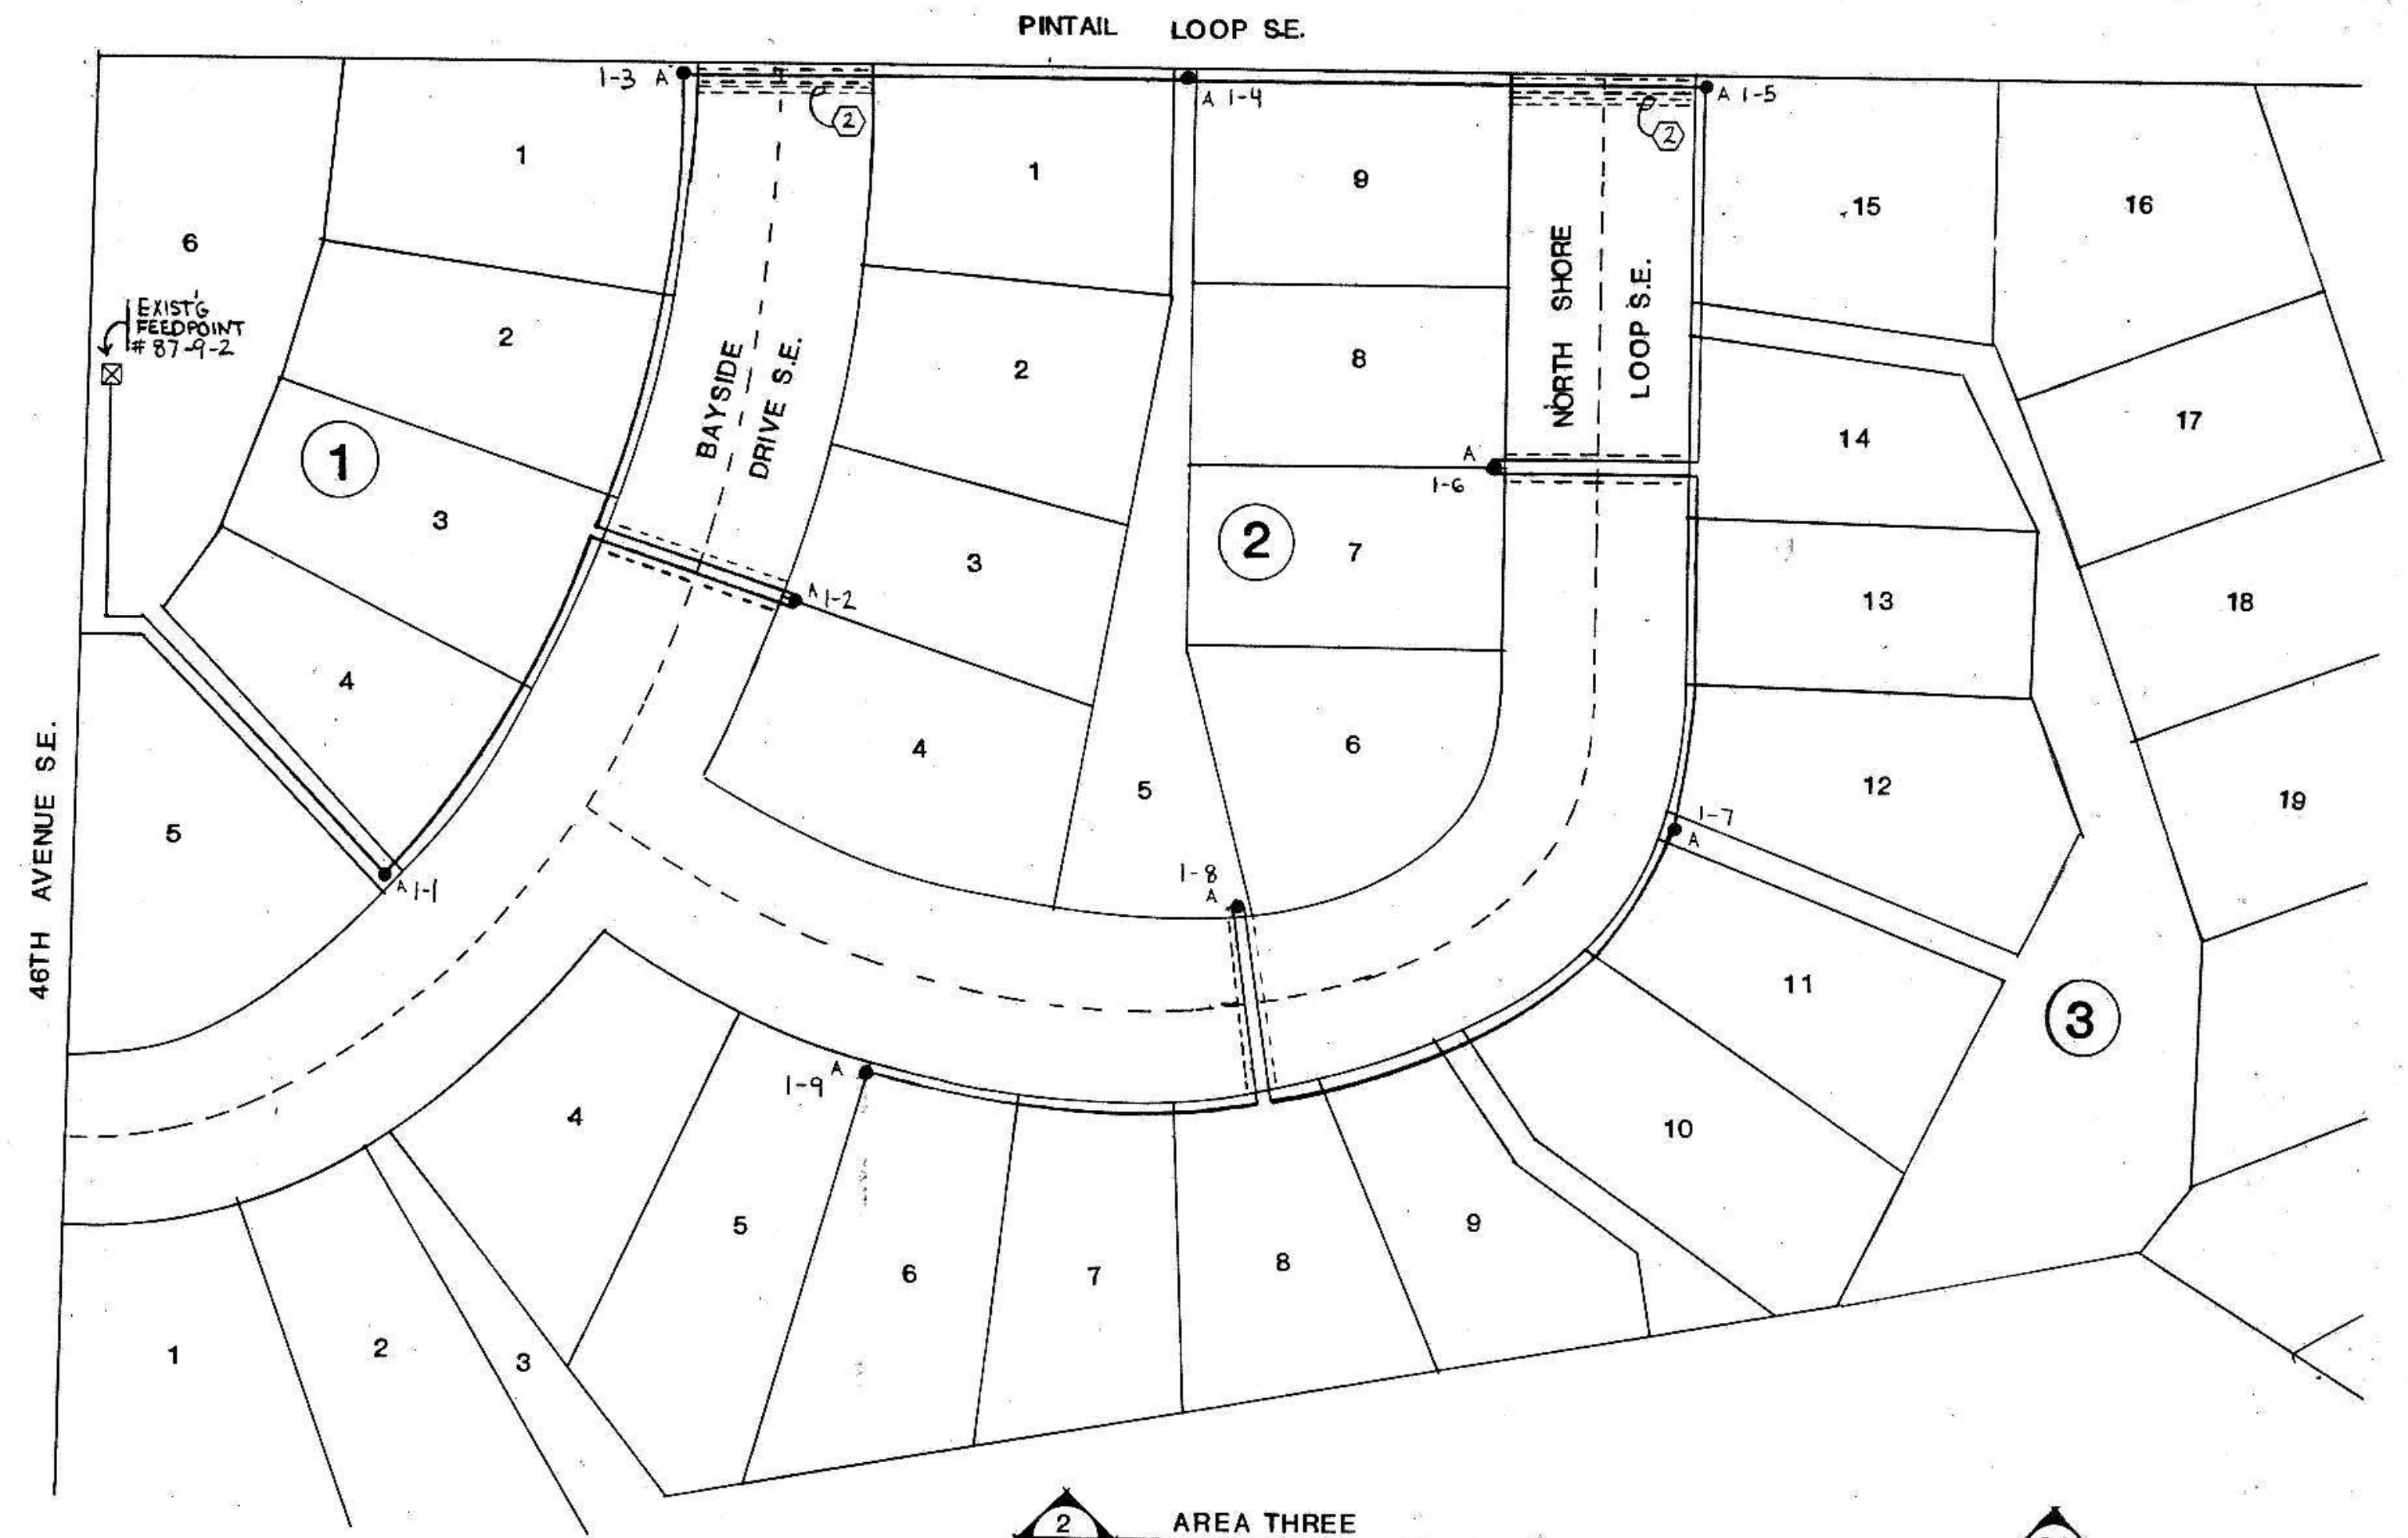 PINTAIL LOOP S.E.
1-3 A
A 1-4
A 1-5
2
2
1
1
9
15
16
6
EXIST'G
FEEDPOINT
# 87-9-2
2
2
8
14
17
BAYSIDE
DRIVE S.E.
NORTH SHORE
LOOP S.E.
1
3
A
1-6
2
7
3
A 1-2
13
18
4
4
6
5
12
19
5
46TH AVENUE S.E.
A 1-1
1-7
A
1-8
A
11
3
A
1-9
4
10
5
6
7
8
9
1
2
3
2
AREA THREE